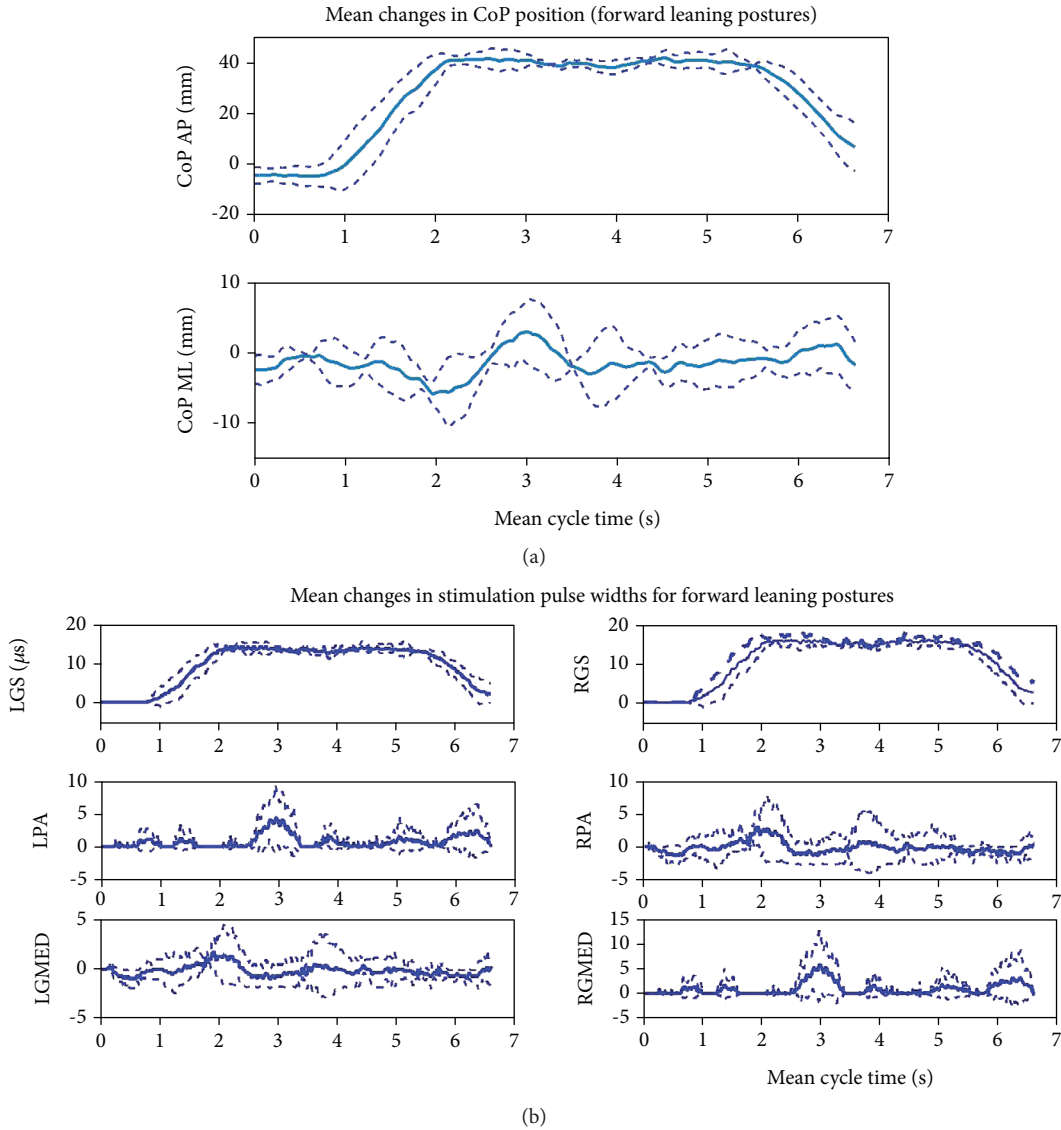 Mean changes in CoP position (forward leaning postures)
CoP AP (mm)
40
20
0
-20
0 1 2 3 4 5 6 7
CoP ML (mm)
10
0
-10
0 1 2 3 4 5 6 7
Mean cycle time (s)
(a)
Mean changes in stimulation pulse widths for forward leaning postures
LGS (μs)
20
10
0
0 1 2 3 4 5 6 7
RGS
20
10
0
0 1 2 3 4 5 6 7
LPA
10
5
0
-5
0 1 2 3 4 5 6 7
RPA
10
5
0
-5
0 1 2 3 4 5 6 7
LGMED
5
0
-5
0 1 2 3 4 5 6 7
RGMED
15
10
5
0
-5
0 1 2 3 4 5 6 7
Mean cycle time (s)
(b)